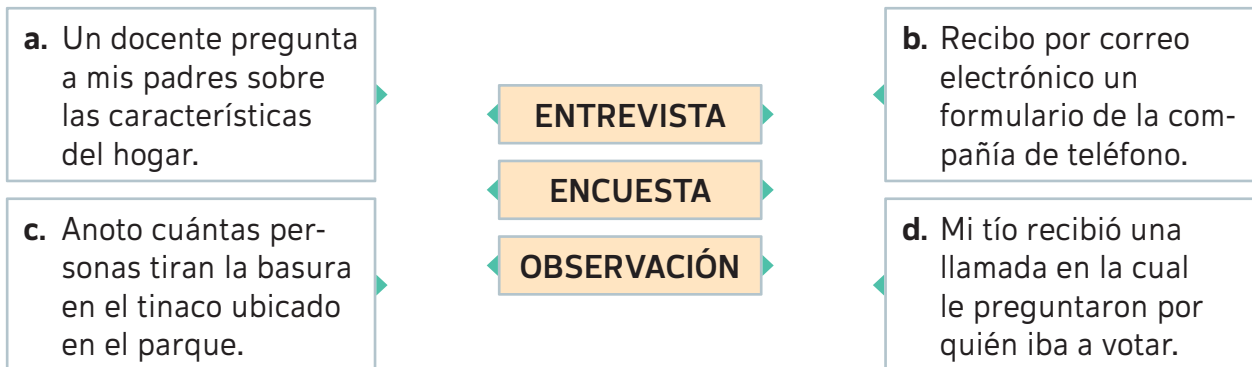 a. Un docente pregunta
a mis padres sobre
las características
del hogar.
c. Anoto cuántas per-
sonas tiran la basura
en el tinaco ubicado
en el parque.
ENTREVISTA
ENCUESTA
OBSERVACIÓN
b. Recibo por correo
electrónico un
formulario de la com-
pañía de teléfono.
d. Mi tío recibió una
llamada en la cual
le preguntaron por
quién iba a votar.